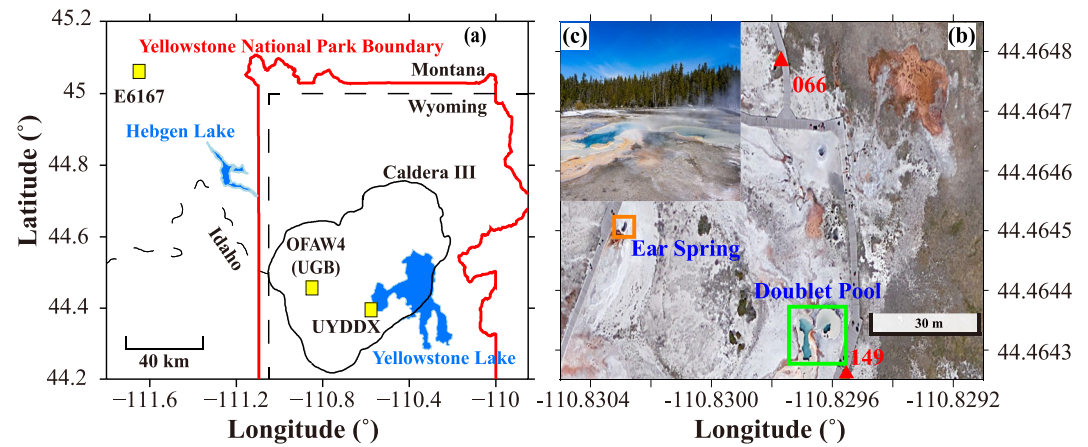 (a)
Yellowstone National Park Boundary
Montana
Wyoming
E6167
Hebgen Lake
Caldera III
Idaho
OFAW4
(UGB)
UYDDX
Yellowstone Lake
40 km
45.2
45
44.8
44.6
44.4
44.2
Latitude (°)
−111.6
−111.2
−110.8
−110.4
−110
Longitude (°)
(c)
(b)
066
Ear Spring
Doublet Pool
30 m
149
44.4648
44.4647
44.4646
44.4645
44.4644
44.4643
-110.8304
-110.8300
-110.8296
-110.8292
Longitude (°)